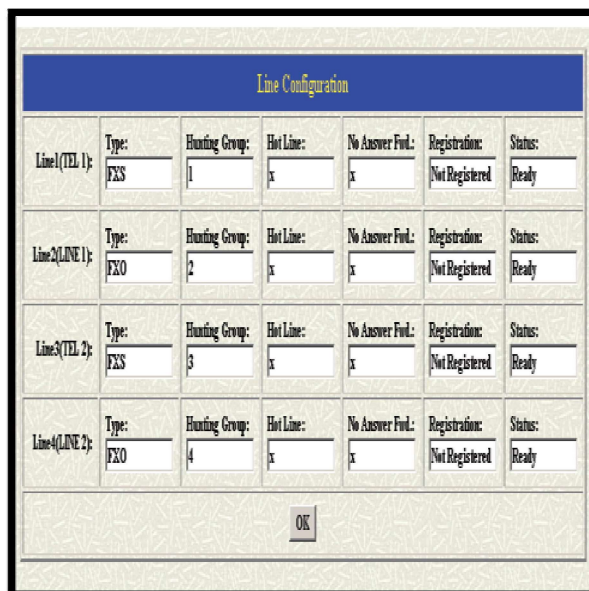 Line Configuration
Type: Hunting Group: Hot Line: No Answer Fwd.: Registration: Status:
Line1(TEL 1): FXS 1 x x Not Registered Ready
Type: Hunting Group: Hot Line: No Answer Fwd.: Registration: Status:
Line2(LINE 1): FXO 2 x x Not Registered Ready
Type: Hunting Group: Hot Line: No Answer Fwd.: Registration: Status:
Line3(TEL 2): FXS 3 x x Not Registered Ready
Type: Hunting Group: Hot Line: No Answer Fwd.: Registration: Status:
Line4(LINE 2): FXO 4 x x Not Registered Ready
OK